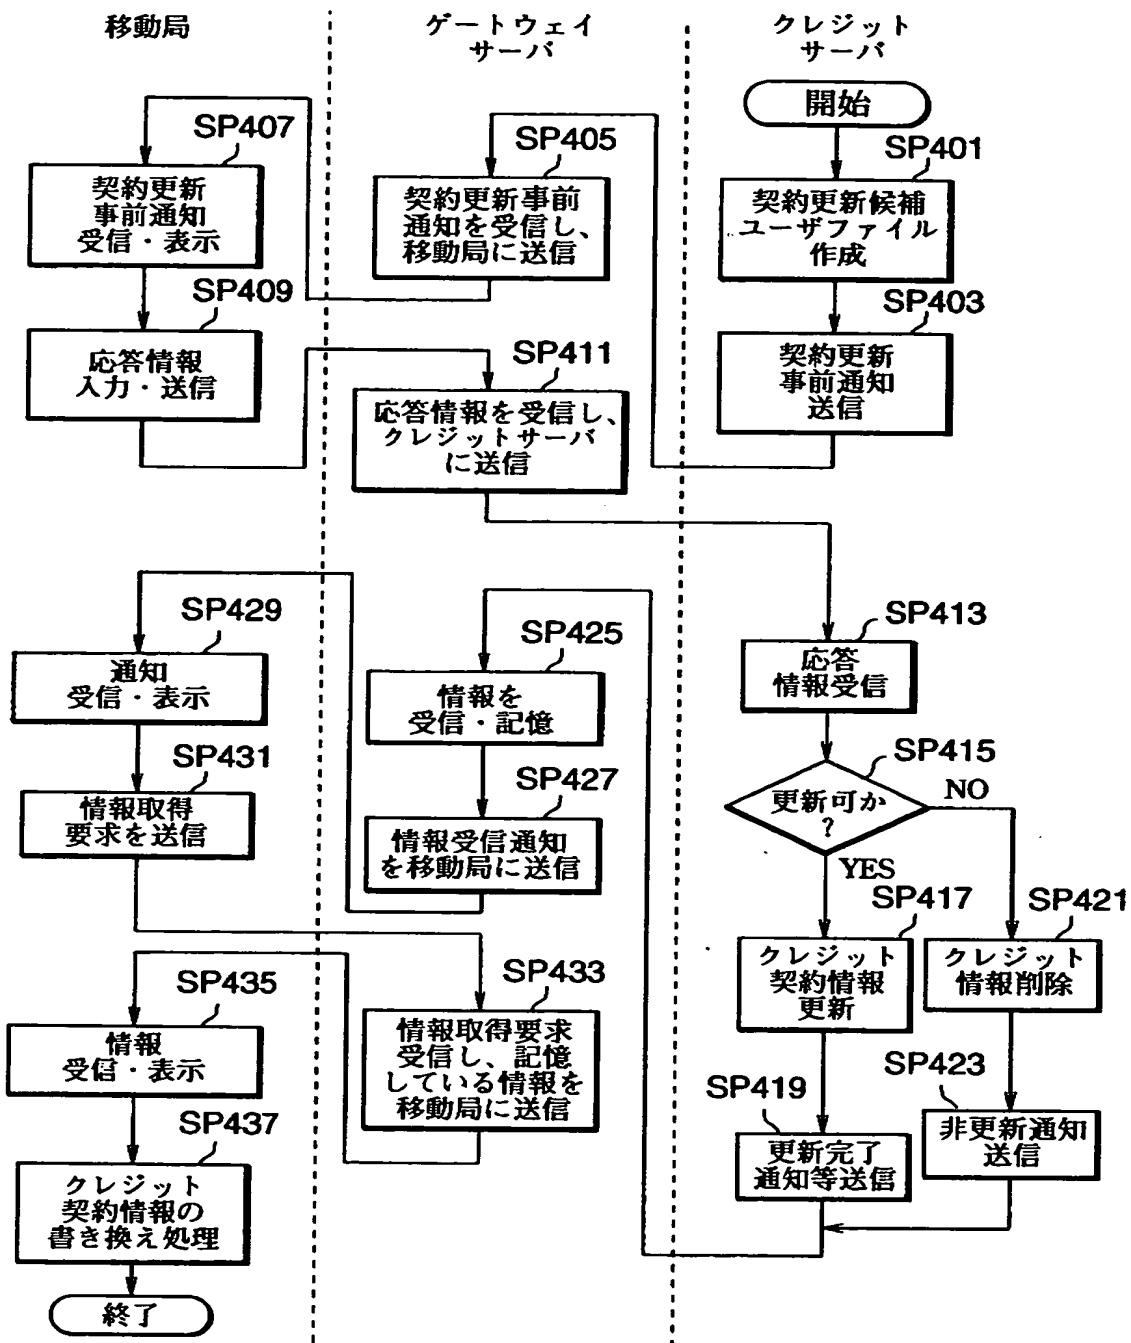 移動局
ゲートウェイ
サーバ
クレジット
サーバ
開始
SP401
契約更新候補
ユーザファイル
作成
SP403
契約更新
事前通知
送信
SP405
契約更新事前
通知を受信し、
移動局に送信
SP407
契約更新
事前通知
受信・表示
SP409
応答情報
入力・送信
SP411
応答情報を受信し、
クレジットサーバ
に送信
SP413
応答
情報受信
SP415
更新可か
?
NO
YES
SP417
クレジット
契約情報
更新
SP419
更新完了
通知等送信
SP421
クレジット
情報削除
SP423
非更新通知
送信
SP425
情報を
受信・記憶
SP427
情報受信通知
を移動局に送信
SP429
通知
受信・表示
SP431
情報取得
要求を送信
SP433
情報取得要求
受信し、記憶
している情報を
移動局に送信
SP435
情報
受信・表示
SP437
クレジット
契約情報の
書き換え処理
終了